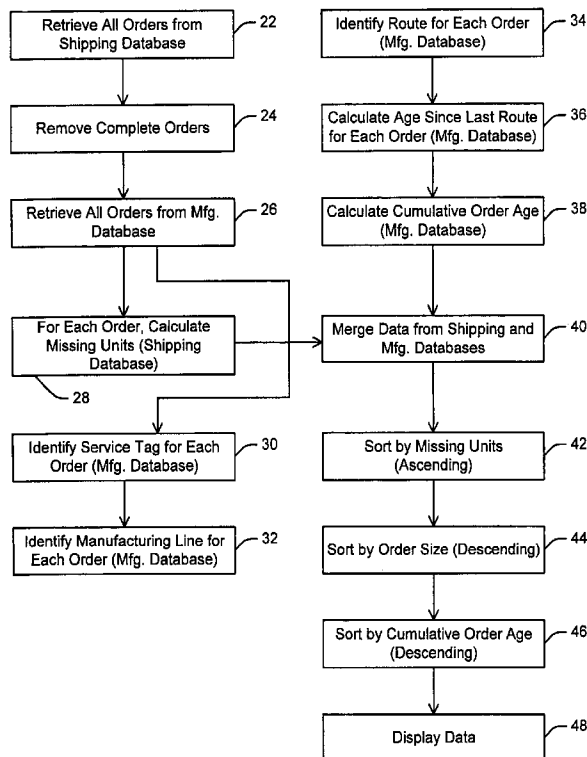 Retrieve All Orders from
Shipping Database
22
Remove Complete Orders
24
Retrieve All Orders from Mfg.
Database
26
For Each Order, Calculate
Missing Units (Shipping
Database)
28
Identify Service Tag for Each
Order (Mfg. Database)
30
Identify Manufacturing Line for
Each Order (Mfg. Database)
32
Identify Route for Each Order
(Mfg. Database)
34
Calculate Age Since Last Route
for Each Order (Mfg. Database)
36
Calculate Cumulative Order Age
(Mfg. Database)
38
Merge Data from Shipping and
Mfg. Databases
40
Sort by Missing Units
(Ascending)
42
Sort by Order Size (Descending)
44
Sort by Cumulative Order Age
(Descending)
46
Display Data
48